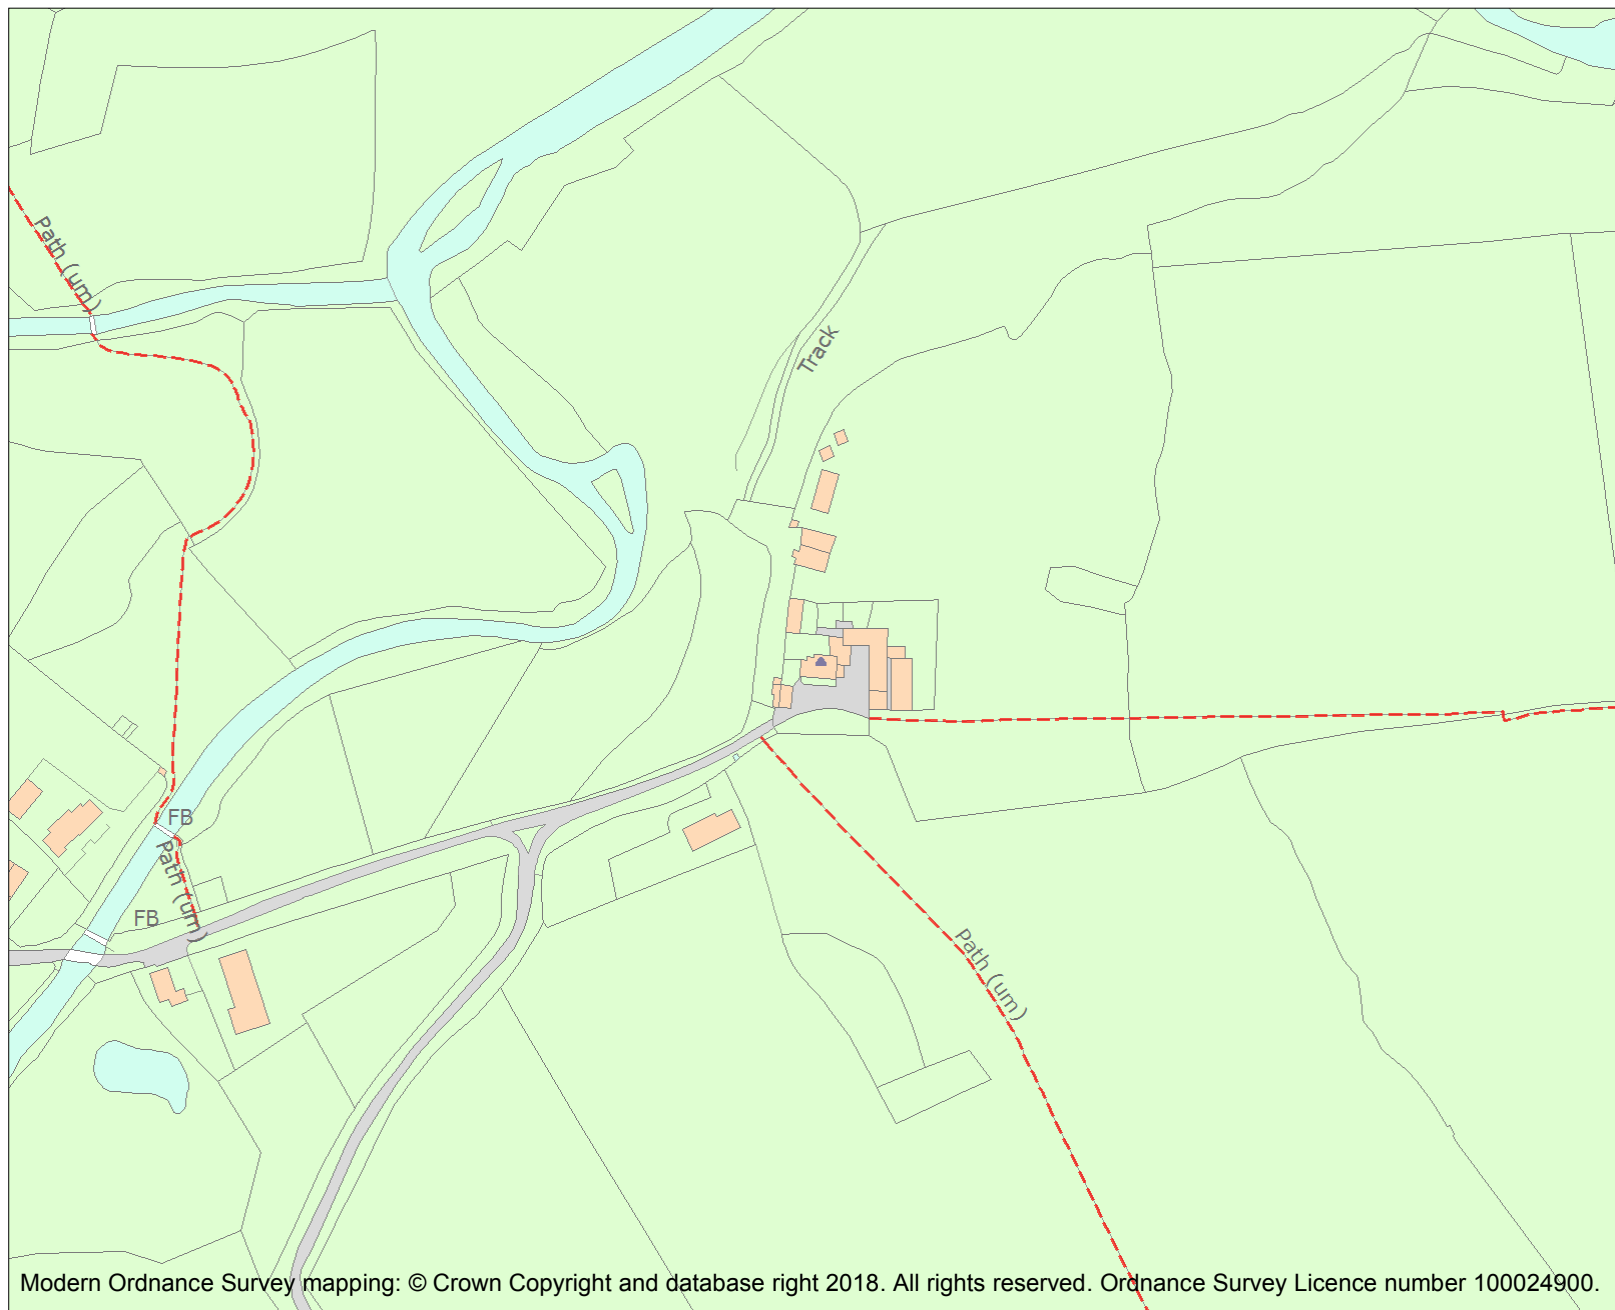 Path (um)
Track
FB
Path (um)
FB
Path (um)
Modern Ordnance Survey mapping: © Crown Copyright and database right 2018. All rights reserved. Ordnance Survey Licence number 100024900.